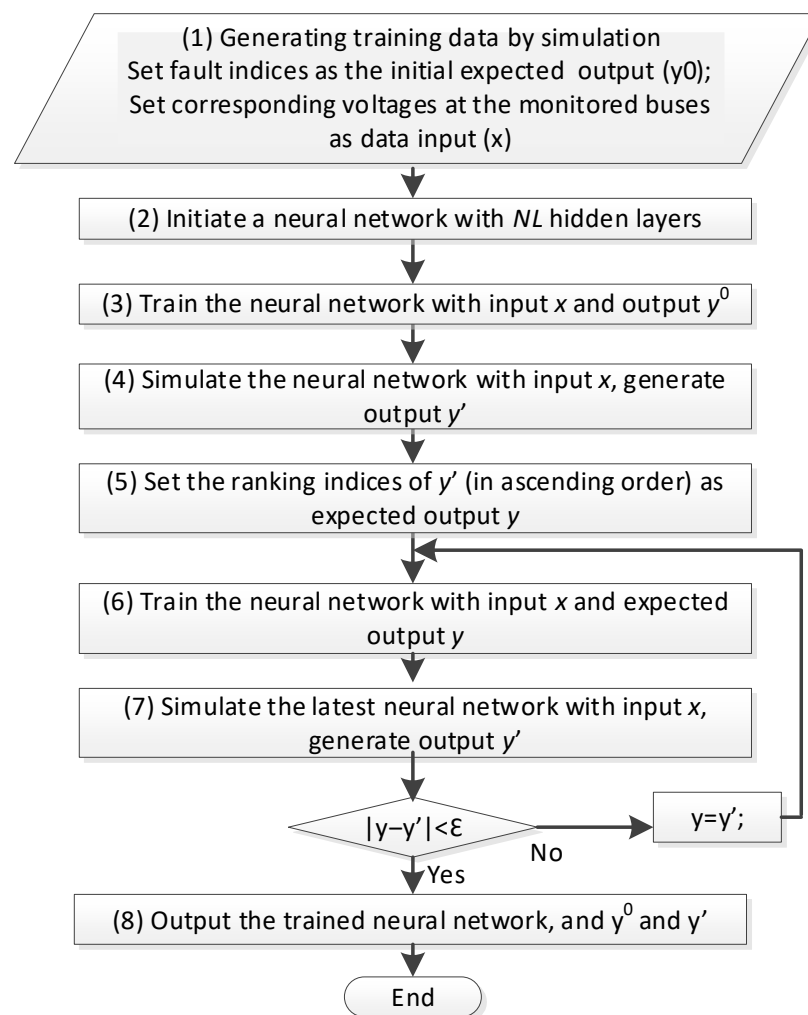 (1) Generating training data by simulation
Set fault indices as the initial expected output (y0);
Set corresponding voltages at the monitored buses
as data input (x)
(2) Initiate a neural network with NL hidden layers
(3) Train the neural network with input x and output y⁰
(4) Simulate the neural network with input x, generate
output y’
(5) Set the ranking indices of y’ (in ascending order) as
expected output y
(6) Train the neural network with input x and expected
output y
(7) Simulate the latest neural network with input x,
generate output y’
|y–y’|<Ɛ
No
y=y’;
Yes
(8) Output the trained neural network, and y⁰ and y’
End